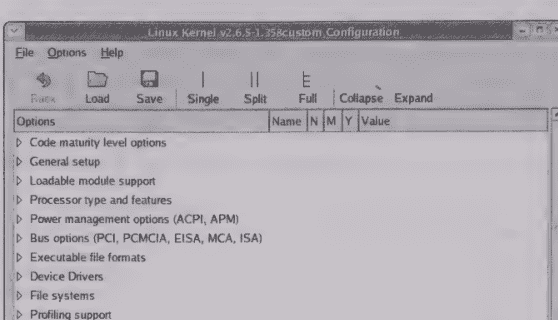 Linux Kernel v2.6.5-1.358custom Configuration
File Options Help
Back Load Save Single Split Full Collapse Expand
Options Name N M Y Value
Code maturity level options
General setup
Loadable module support
Processor type and features
Power management options (ACPI, APM)
Bus options (PCI, PCMCIA, EISA, MCA, ISA)
Executable file formats
Device Drivers
File systems
Profiling support